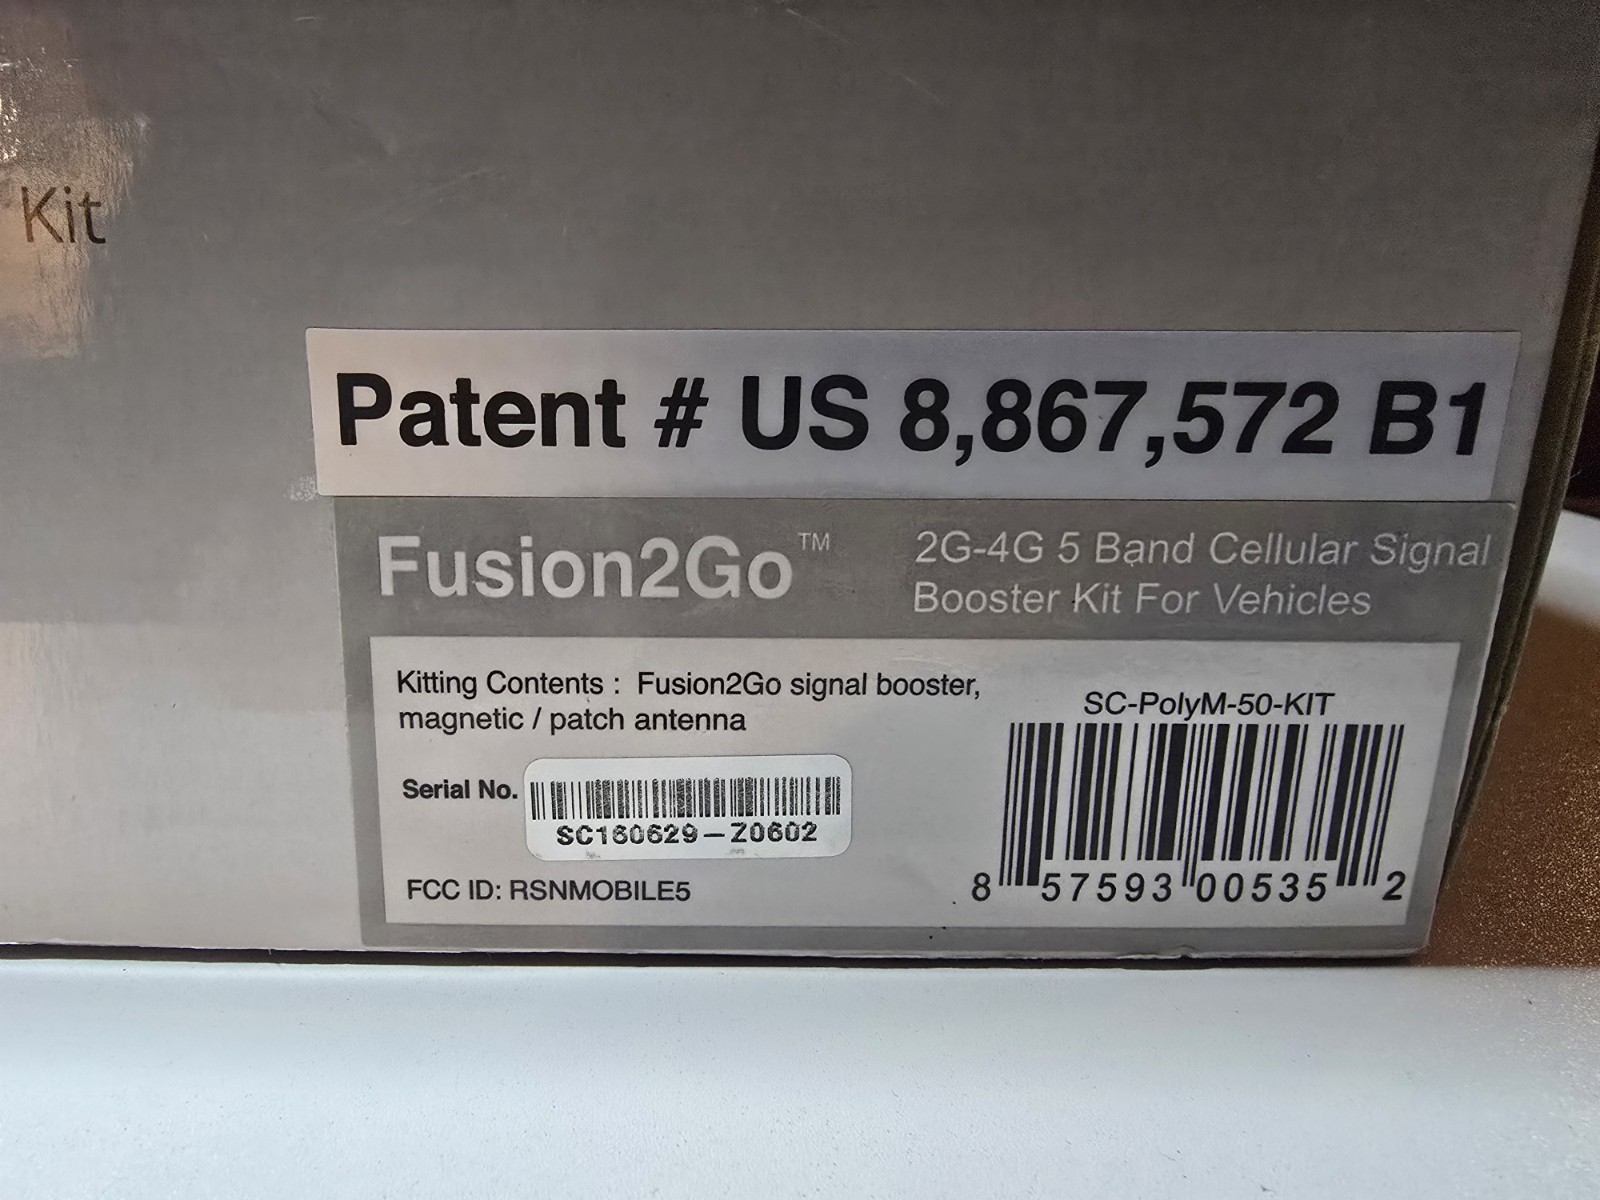 Kit
Patent # US 8,867,572 B1
Fusion2Go™
2G-4G 5 Band Cellular Signal
Booster Kit For Vehicles
Kitting Contents : Fusion2Go signal booster,
magnetic / patch antenna
Serial No.
SC160629-Z0602
FCC ID: RSNMOBILE5
SC-PolyM-50-KIT
8 57593 00535 2